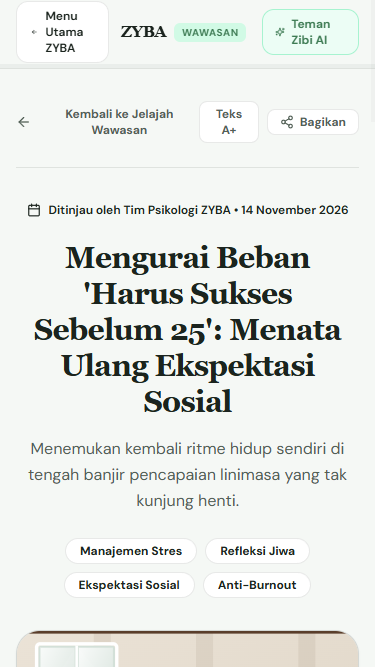 Menu
Utama
ZYBA
ZYBA
WAWASAN
Teman
Zibi AI
Kembali ke Jelajah
Wawasan
Teks
A+
Bagikan
Ditinjau oleh Tim Psikologi ZYBA • 14 November 2026
Mengurai Beban
'Harus Sukses
Sebelum 25': Menata
Ulang Ekspektasi
Sosial
Menemukan kembali ritme hidup sendiri di
tengah banjir pencapaian linimasa yang tak
kunjung henti.
Manajemen Stres
Refleksi Jiwa
Ekspektasi Sosial
Anti-Burnout